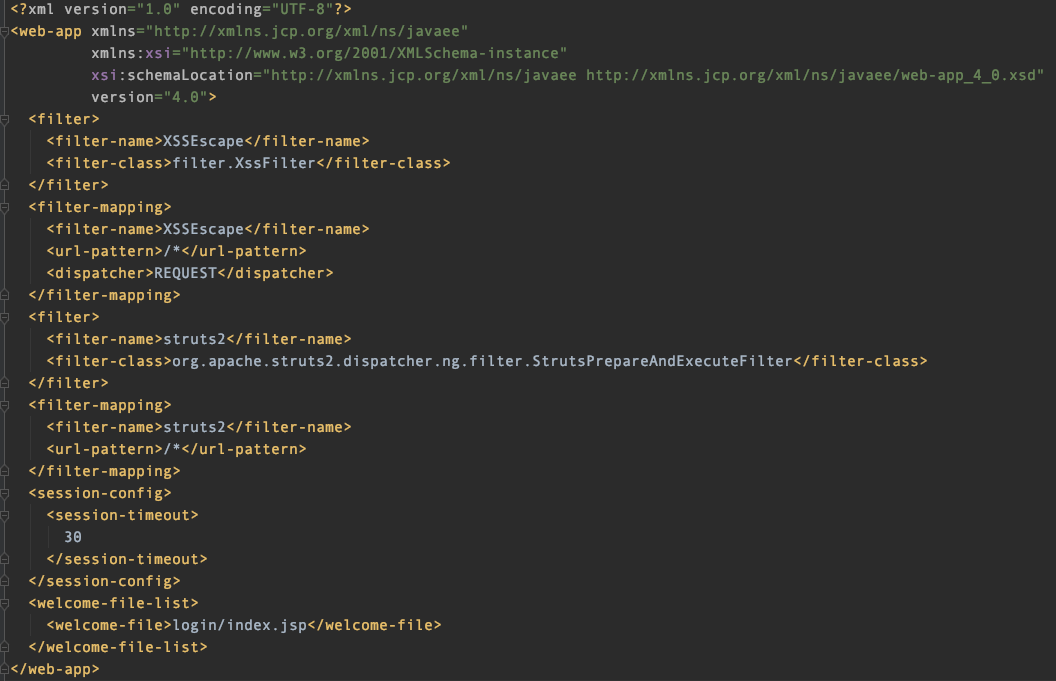 <?xml version="1.0" encoding="UTF-8"?>
<web-app xmlns="http://xmlns.jcp.org/xml/ns/javaee"
         xmlns:xsi="http://www.w3.org/2001/XMLSchema-instance"
         xsi:schemaLocation="http://xmlns.jcp.org/xml/ns/javaee http://xmlns.jcp.org/xml/ns/javaee/web-app_4_0.xsd"
         version="4.0">
  <filter>
    <filter-name>XSSEscape</filter-name>
    <filter-class>filter.XssFilter</filter-class>
  </filter>
  <filter-mapping>
    <filter-name>XSSEscape</filter-name>
    <url-pattern>/*</url-pattern>
    <dispatcher>REQUEST</dispatcher>
  </filter-mapping>
  <filter>
    <filter-name>struts2</filter-name>
    <filter-class>org.apache.struts2.dispatcher.ng.filter.StrutsPrepareAndExecuteFilter</filter-class>
  </filter>
  <filter-mapping>
    <filter-name>struts2</filter-name>
    <url-pattern>/*</url-pattern>
  </filter-mapping>
  <session-config>
    <session-timeout>
      30
    </session-timeout>
  </session-config>
  <welcome-file-list>
    <welcome-file>login/index.jsp</welcome-file>
  </welcome-file-list>
</web-app>